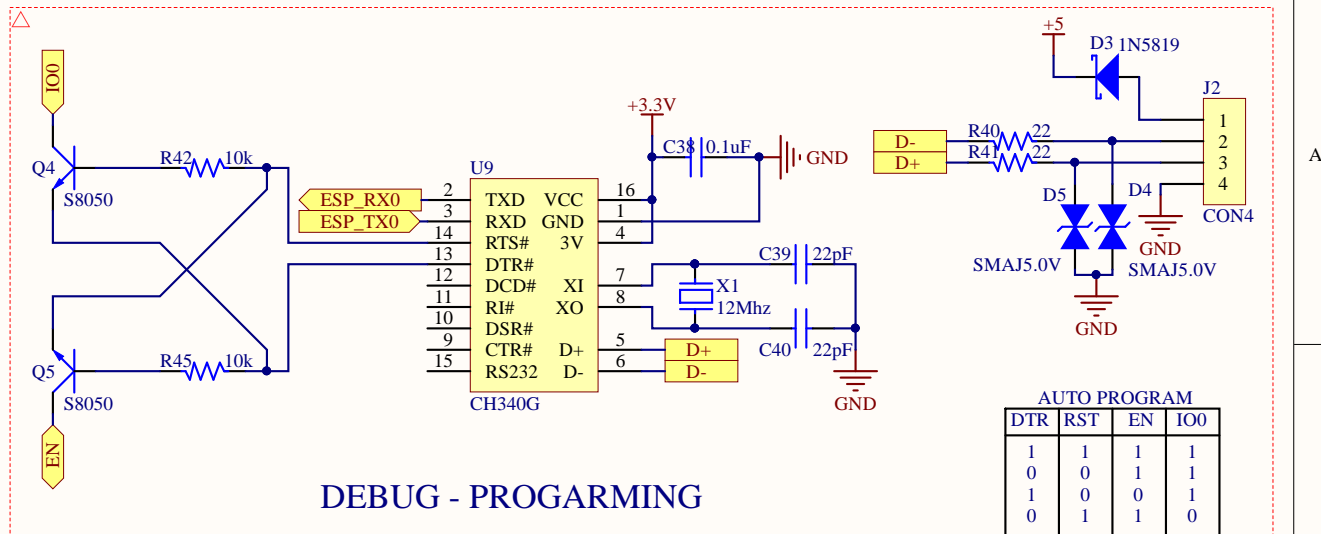 IO0
Q4
S8050
R42 10k
ESP_RX0
ESP_TX0
Q5
S8050
R45 10k
EN
U9
2 TXD VCC 16
3 RXD GND 1
14 RTS# 3V 4
13 DTR#
12 DCD# XI 7
11 RI# XO 8
10 DSR#
9 CTR# D+ 5
15 RS232 D- 6
CH340G
+3.3V
C38 0.1uF
GND
C39 22pF
X1
12Mhz
C40 22pF
D+
D-
GND
+5
D3 1N5819
J2
1
2
3
4
CON4
D- R40 22
D+ R41 22
D5
D4
SMAJ5.0V
SMAJ5.0V
GND
GND
A
AUTO PROGRAM
DTR RST EN IO0
1 1 1 1
0 0 1 1
1 0 0 1
0 1 1 0
DEBUG - PROGARMING